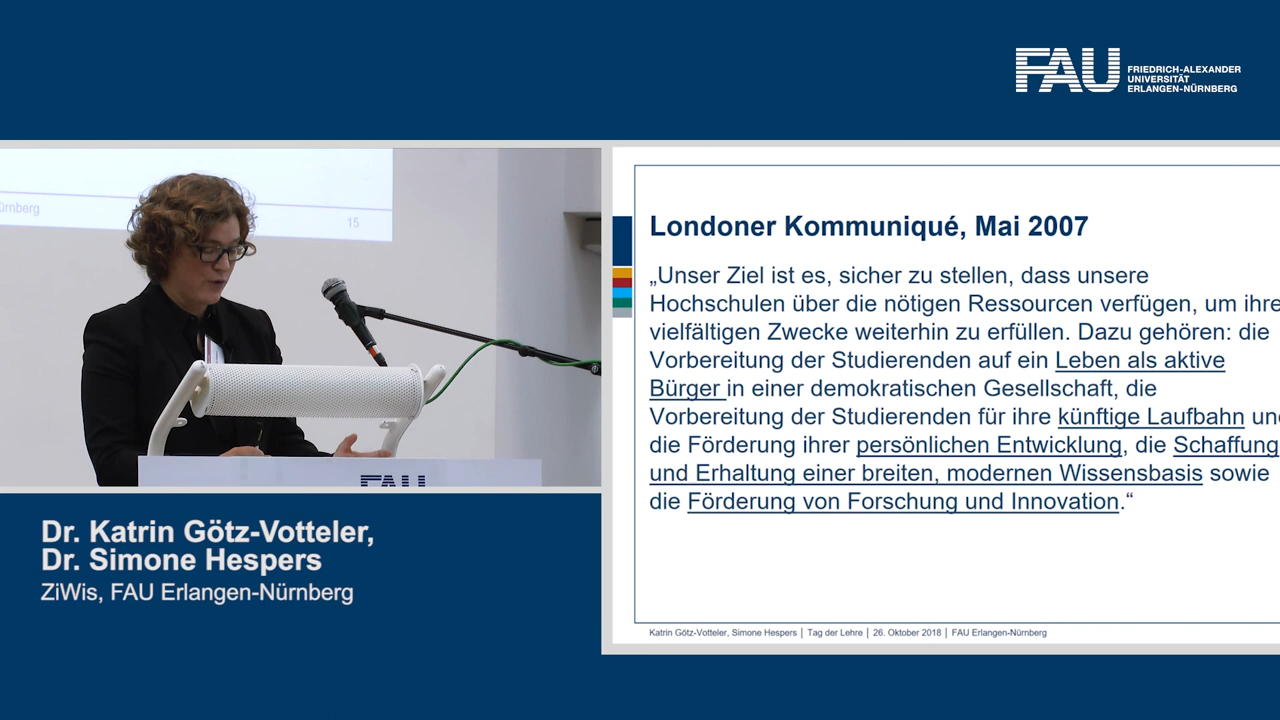 FAU
FRIEDRICH-ALEXANDER
UNIVERSITÄT
ERLANGEN-NÜRNBERG
15
FAU
Londoner Kommuniqué, Mai 2007
„Unser Ziel ist es, sicher zu stellen, dass unsere
Hochschulen über die nötigen Ressourcen verfügen, um ihre
vielfältigen Zwecke weiterhin zu erfüllen. Dazu gehören: die
Vorbereitung der Studierenden auf ein Leben als aktive
Bürger in einer demokratischen Gesellschaft, die
Vorbereitung der Studierenden für ihre künftige Laufbahn und
die Förderung ihrer persönlichen Entwicklung, die Schaffung
und Erhaltung einer breiten, modernen Wissensbasis sowie
die Förderung von Forschung und Innovation.“
Katrin Götz-Votteler, Simone Hespers | Tag der Lehre | 26. Oktober 2018 | FAU Erlangen-Nürnberg
Dr. Katrin Götz-Votteler,
Dr. Simone Hespers
ZiWis, FAU Erlangen-Nürnberg